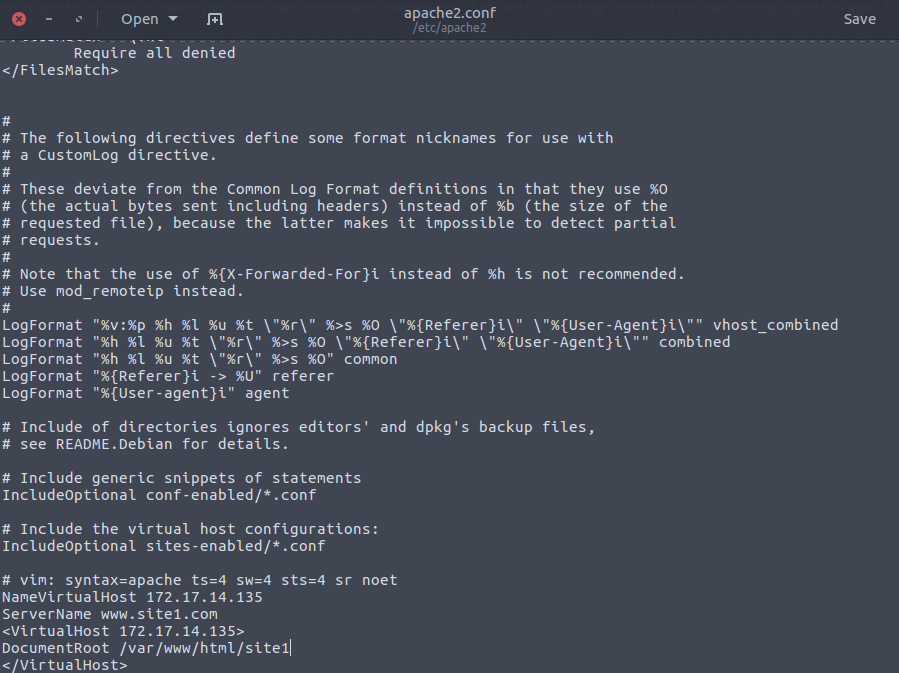 Open
apache2.conf
/etc/apache2
Save
Require all denied
</FilesMatch>
#
# The following directives define some format nicknames for use with
# a CustomLog directive.
#
# These deviate from the Common Log Format definitions in that they use %O
# (the actual bytes sent including headers) instead of %b (the size of the
# requested file), because the latter makes it impossible to detect partial
# requests.
#
# Note that the use of %{X-Forwarded-For}i instead of %h is not recommended.
# Use mod_remoteip instead.
#
LogFormat "%v:%p %h %l %u %t \"%r\" %>s %O \"%{Referer}i\" \"%{User-Agent}i\"" vhost_combined
LogFormat "%h %l %u %t \"%r\" %>s %O \"%{Referer}i\" \"%{User-Agent}i\"" combined
LogFormat "%h %l %u %t \"%r\" %>s %O" common
LogFormat "%{Referer}i -> %U" referer
LogFormat "%{User-agent}i" agent
# Include of directories ignores editors' and dpkg's backup files,
# see README.Debian for details.
# Include generic snippets of statements
IncludeOptional conf-enabled/*.conf
# Include the virtual host configurations:
IncludeOptional sites-enabled/*.conf
# vim: syntax=apache ts=4 sw=4 sts=4 sr noet
NameVirtualHost 172.17.14.135
ServerName www.site1.com
<VirtualHost 172.17.14.135>
DocumentRoot /var/www/html/site1
</VirtualHost>